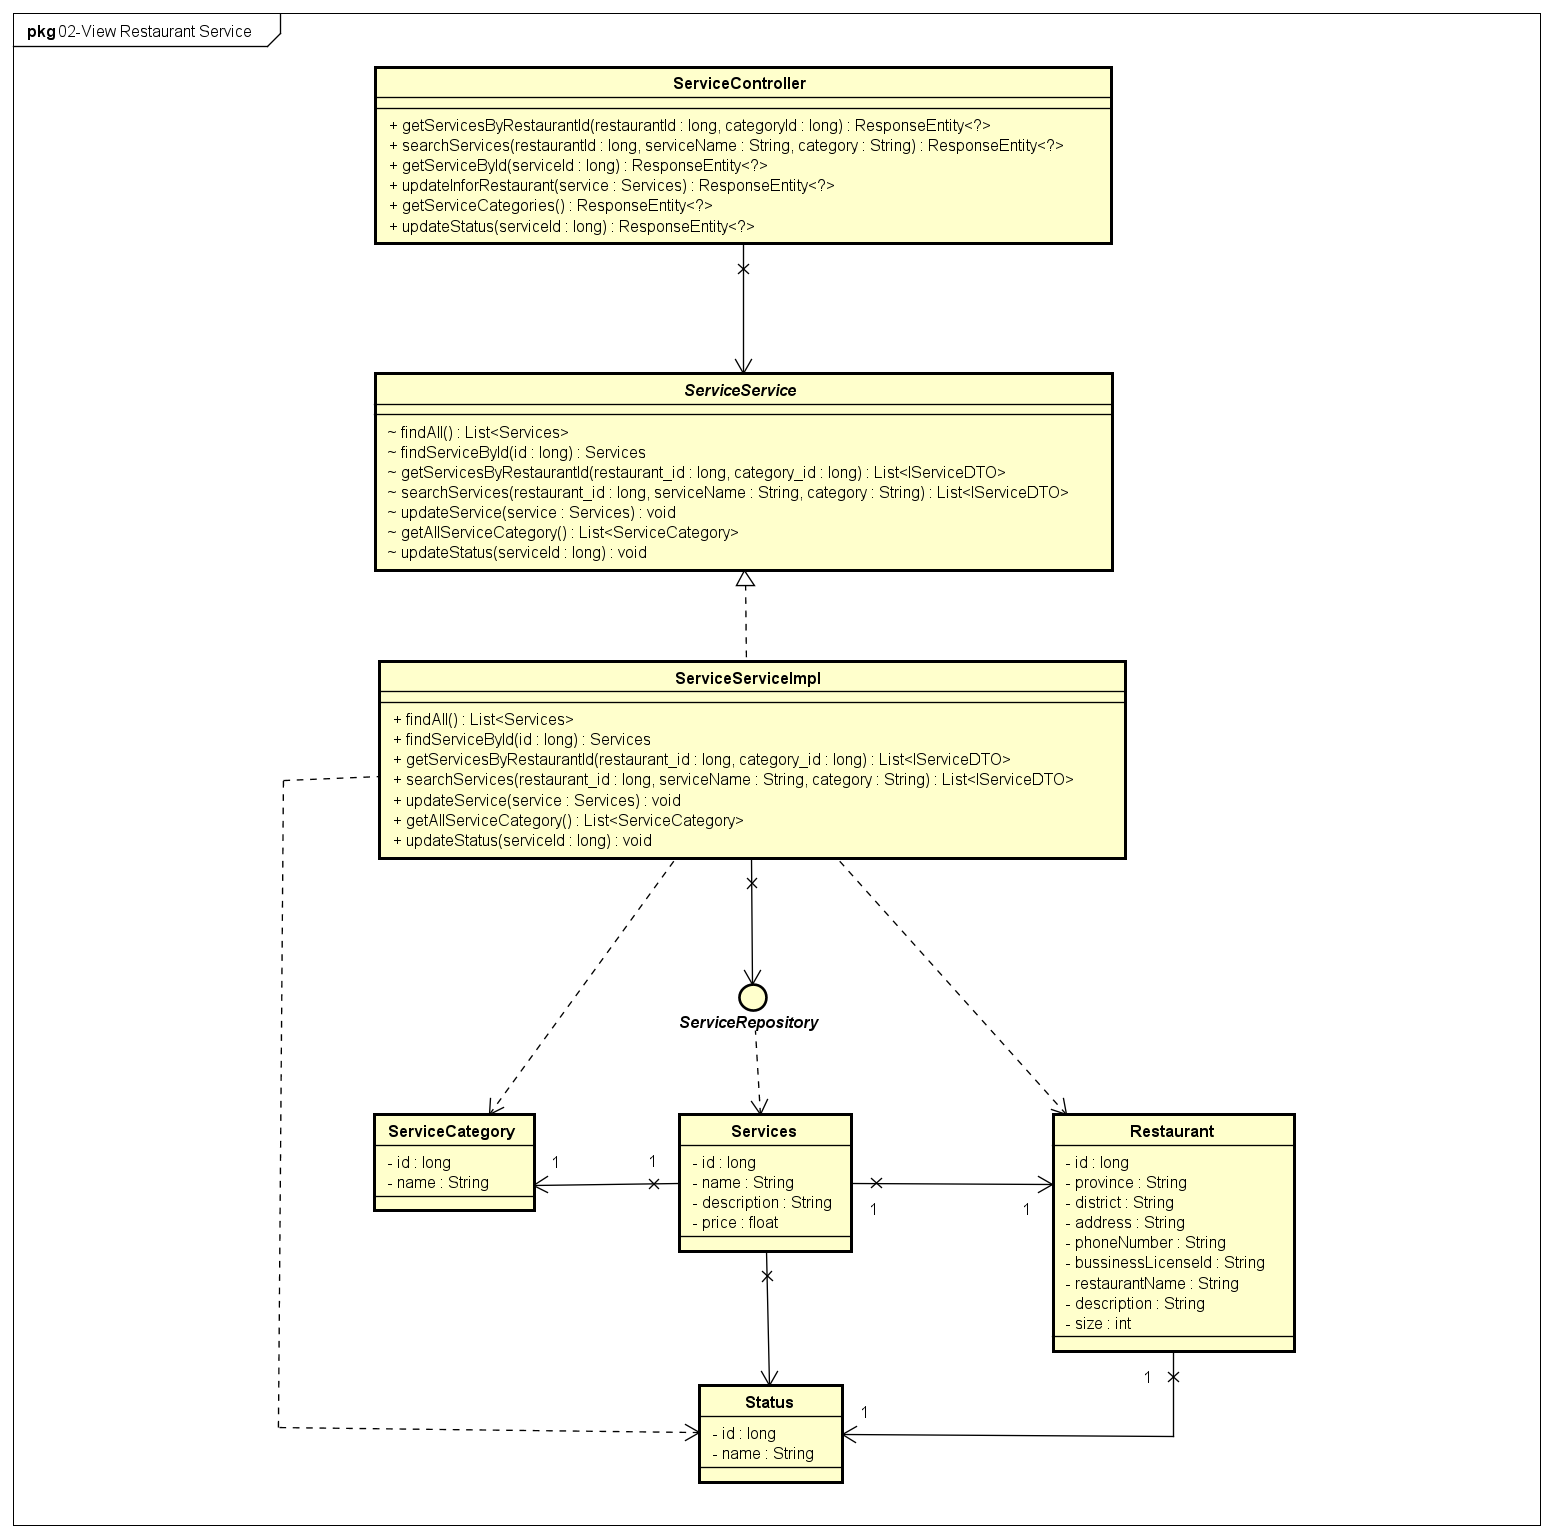 pkg 02-View Restaurant Service
ServiceController
+ getServicesByRestaurantId(restaurantId : long, categoryId : long) : ResponseEntity<?>
+ searchServices(restaurantId : long, serviceName : String, category : String) : ResponseEntity<?>
+ getServiceById(serviceId : long) : ResponseEntity<?>
+ updateInforRestaurant(service : Services) : ResponseEntity<?>
+ getServiceCategories() : ResponseEntity<?>
+ updateStatus(serviceId : long) : ResponseEntity<?>
ServiceService
~ findAll() : List<Services>
~ findServiceById(id : long) : Services
~ getServicesByRestaurantId(restaurant_id : long, category_id : long) : List<IServiceDTO>
~ searchServices(restaurant_id : long, serviceName : String, category : String) : List<IServiceDTO>
~ updateService(service : Services) : void
~ getAllServiceCategory() : List<ServiceCategory>
~ updateStatus(serviceId : long) : void
ServiceServiceImpl
+ findAll() : List<Services>
+ findServiceById(id : long) : Services
+ getServicesByRestaurantId(restaurant_id : long, category_id : long) : List<IServiceDTO>
+ searchServices(restaurant_id : long, serviceName : String, category : String) : List<IServiceDTO>
+ updateService(service : Services) : void
+ getAllServiceCategory() : List<ServiceCategory>
+ updateStatus(serviceId : long) : void
ServiceRepository
ServiceCategory
- id : long
- name : String
1
1
Services
- id : long
- name : String
- description : String
- price : float
1
1
Restaurant
- id : long
- province : String
- district : String
- address : String
- phoneNumber : String
- bussinessLicenseId : String
- restaurantName : String
- description : String
- size : int
1
1
Status
- id : long
- name : String